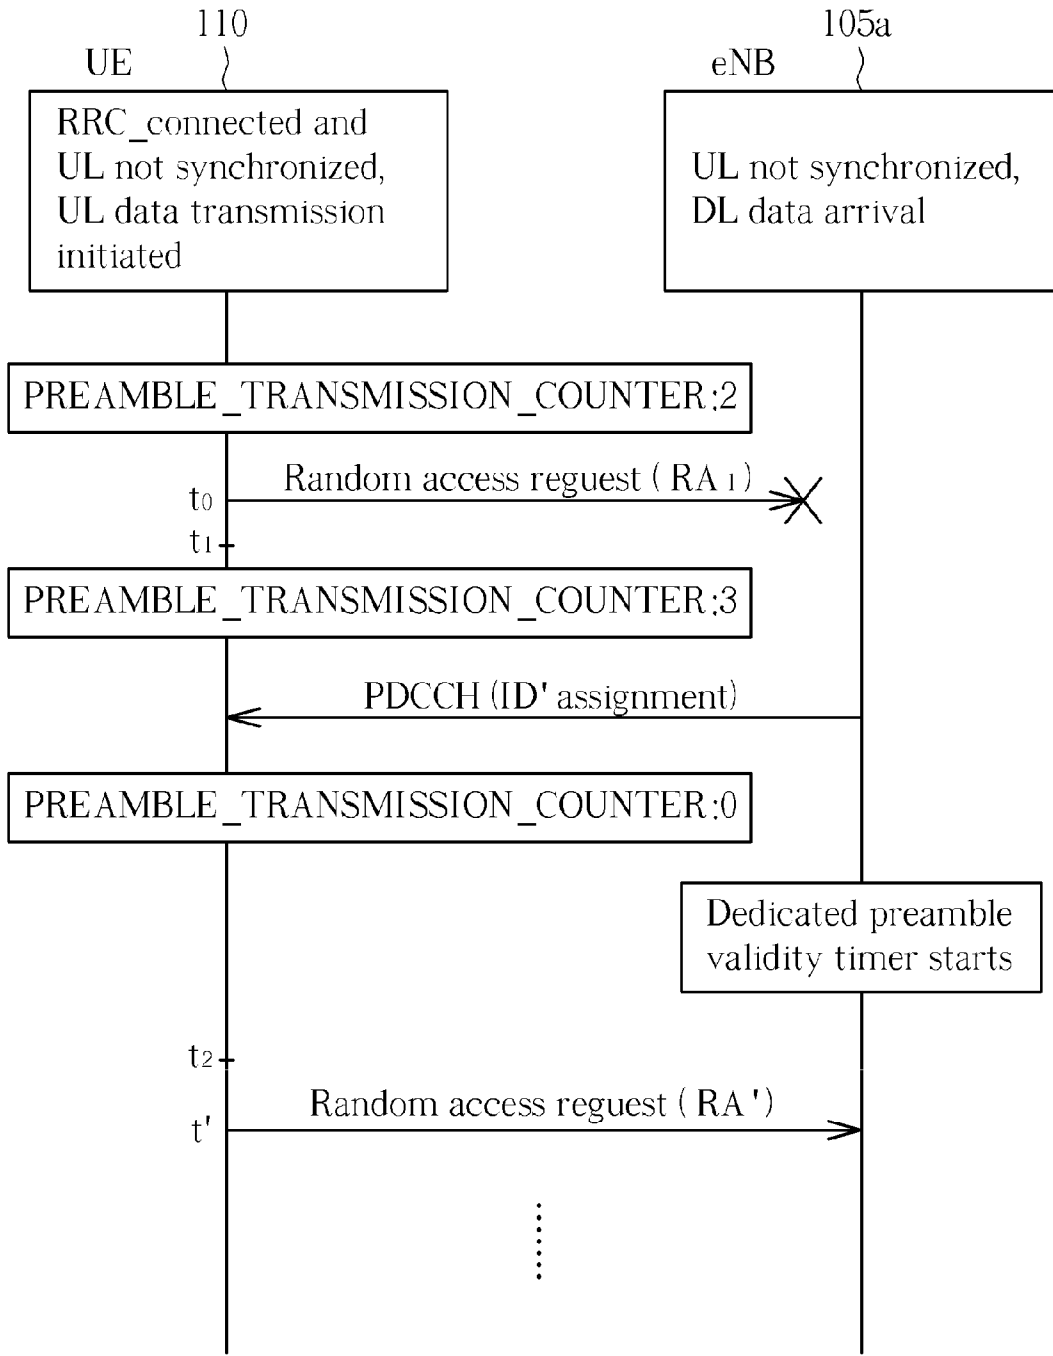 110
105a
UE
eNB
RRC_connected and
UL not synchronized,
UL data transmission
initiated
UL not synchronized,
DL data arrival
PREAMBLE_TRANSMISSION_COUNTER:2
Random access reguest ( RA 1 )
t0
t1
PREAMBLE_TRANSMISSION_COUNTER:3
PDCCH (ID' assignment)
PREAMBLE_TRANSMISSION_COUNTER:0
Dedicated preamble
validity timer starts
t2
Random access reguest ( RA ' )
t'